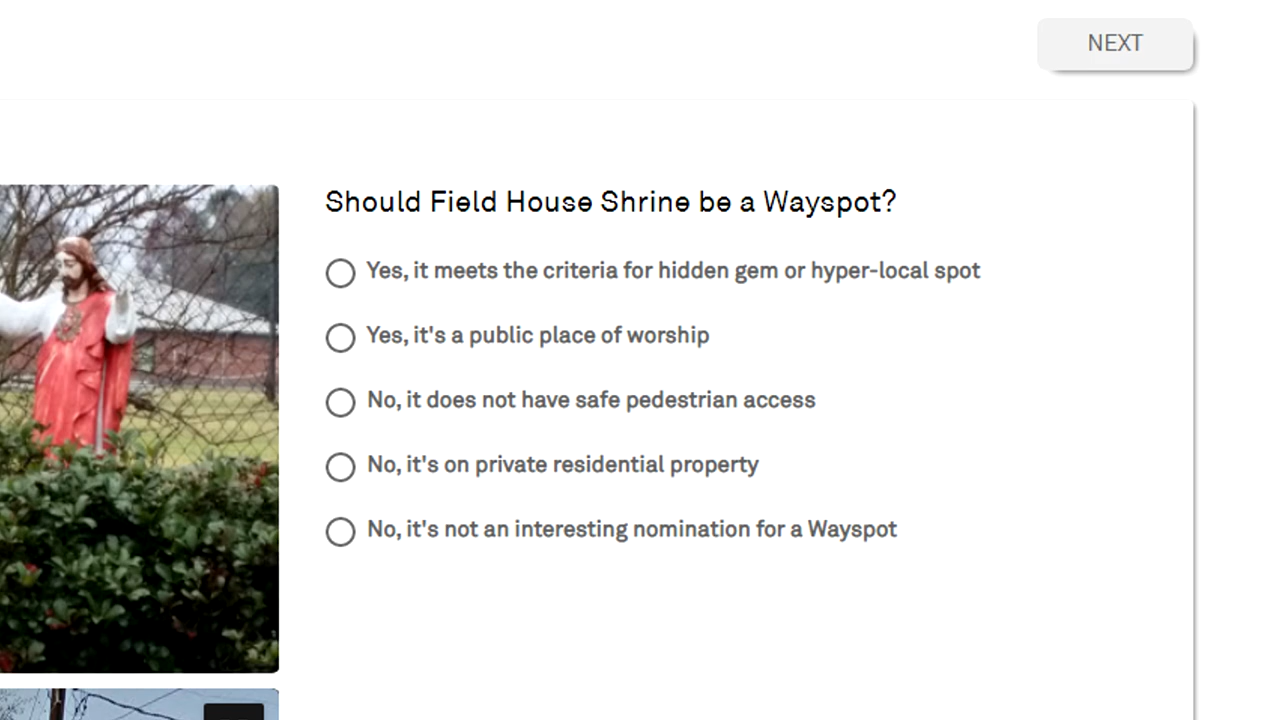 NEXT
Should Field House Shrine be a Wayspot?
Yes, it meets the criteria for hidden gem or hyper-local spot
Yes, it's a public place of worship
No, it does not have safe pedestrian access
No, it's on private residential property
No, it's not an interesting nomination for a Wayspot